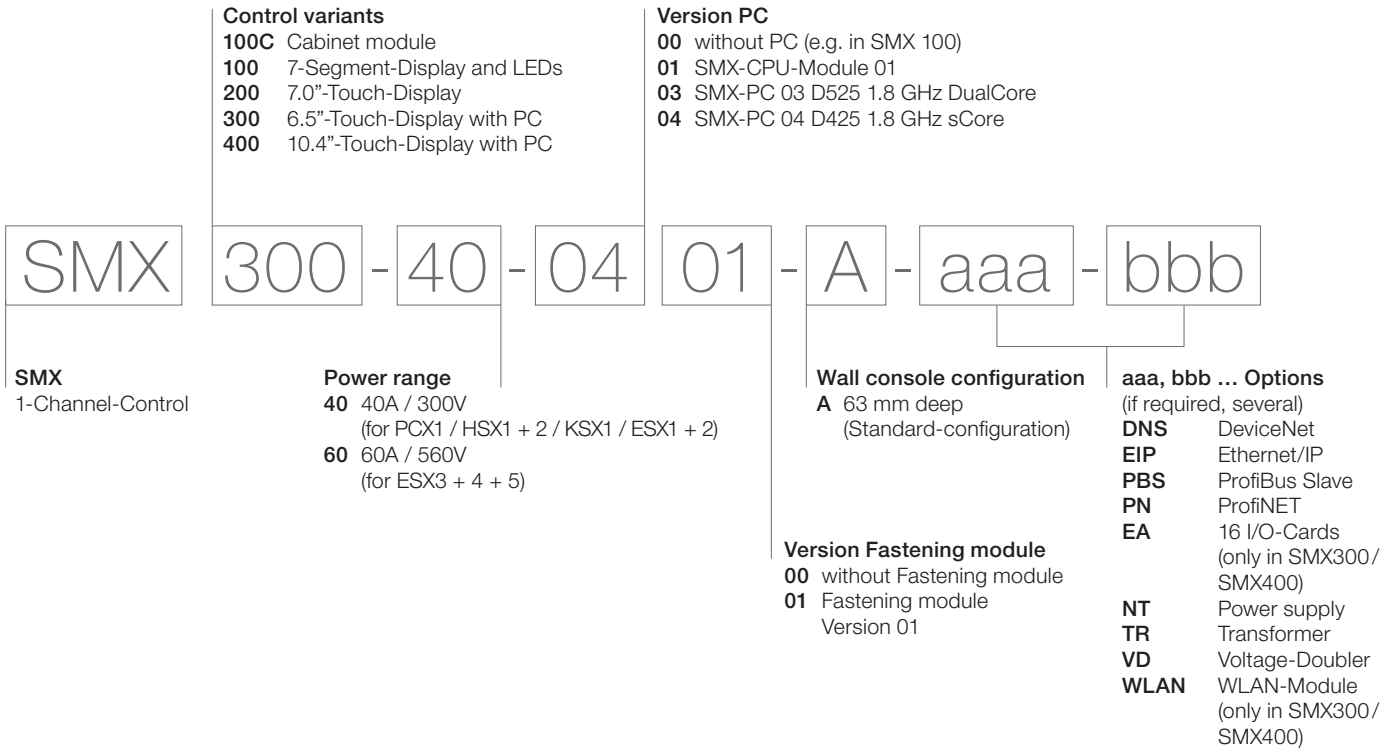 Control variants
100C Cabinet module
100 7-Segment-Display and LEDs
200 7.0”-Touch-Display
300 6.5”-Touch-Display with PC
400 10.4”-Touch-Display with PC
Version PC
00 without PC (e.g. in SMX 100)
01 SMX-CPU-Module 01
03 SMX-PC 03 D525 1.8 GHz DualCore
04 SMX-PC 04 D425 1.8 GHz sCore
SMX 300 - 40 - 04 01 - A - aaa - bbb
SMX
1-Channel-Control
Power range
40 40A / 300V
(for PCX1 / HSX1 + 2 / KSX1 / ESX1 + 2)
60 60A / 560V
(for ESX3 + 4 + 5)
Version Fastening module
00 without Fastening module
01 Fastening module
Version 01
Wall console configuration
A 63 mm deep
(Standard-configuration)
aaa, bbb … Options
(if required, several)
DNS DeviceNet
EIP Ethernet/IP
PBS ProfiBus Slave
PN ProfiNET
EA 16 I/O-Cards
(only in SMX300/
SMX400)
NT Power supply
TR Transformer
VD Voltage-Doubler
WLAN WLAN-Module
(only in SMX300/
SMX400)